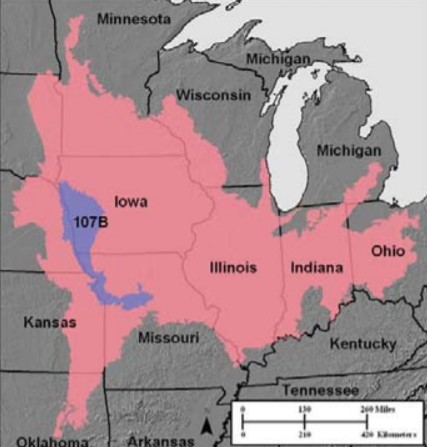 Minnesota
Michigan
Wisconsin
Michigan
Iowa
107B
Illinois
Indiana
Ohio
Kansas
Missouri
Kentucky
Tennessee
Oklahoma
Arkansas
0 130 260 Miles
0 210 420 Kilometers